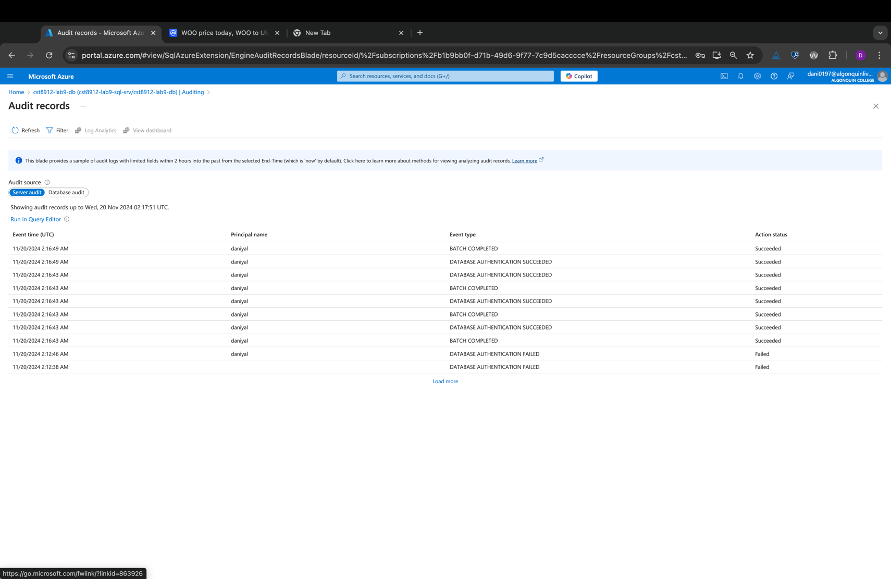 Audit records - Microsoft Azu
WOO price today, WOO to U
New Tab
portal.azure.com/#view/SqlAzureExtension/EngineAuditRecordsBlade/resourceId/%2Fsubscriptions%2Fb1b9bb0f-d71b-49d6-9f77-7c9d5cacccce%2FresourceGroups%2Fcst...
Microsoft Azure
Search resources, services, and docs (G+/)
Copilot
dani0197@algonquinliv...
ALGONQUIN COLLEGE
Home > cst8912-lab9-db (cst8912-lab9-sql-srv/cst8912-lab9-db) | Auditing >
Audit records ...
Refresh Filter Log Analytics View dashboard
This blade provides a sample of audit logs with limited fields within 2 hours into the past from the selected End-Time (which is 'now' by default). Click here to learn more about methods for viewing analyzing audit records. Learn more
Audit source
Server audit Database audit
Showing audit records up to Wed, 20 Nov 2024 02:17:51 UTC.
Run in Query Editor
Event time (UTC) Principal name Event type Action status
11/20/2024 2:16:49 AM daniyal BATCH COMPLETED Succeeded
11/20/2024 2:16:49 AM daniyal DATABASE AUTHENTICATION SUCCEEDED Succeeded
11/20/2024 2:16:43 AM daniyal DATABASE AUTHENTICATION SUCCEEDED Succeeded
11/20/2024 2:16:43 AM daniyal BATCH COMPLETED Succeeded
11/20/2024 2:16:43 AM daniyal DATABASE AUTHENTICATION SUCCEEDED Succeeded
11/20/2024 2:16:43 AM daniyal BATCH COMPLETED Succeeded
11/20/2024 2:16:43 AM daniyal DATABASE AUTHENTICATION SUCCEEDED Succeeded
11/20/2024 2:16:43 AM daniyal BATCH COMPLETED Succeeded
11/20/2024 2:12:46 AM daniyal DATABASE AUTHENTICATION FAILED Failed
11/20/2024 2:12:38 AM DATABASE AUTHENTICATION FAILED Failed
Load more
https://go.microsoft.com/fwlink/?linkid=863926